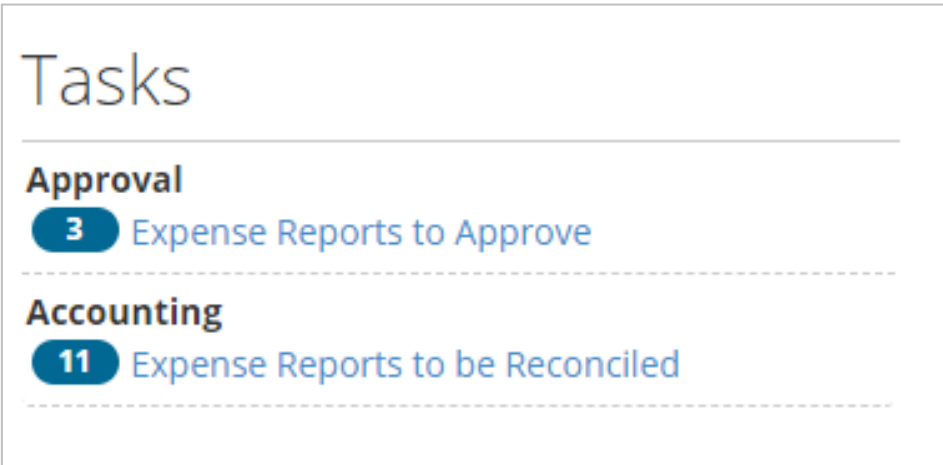 Tasks
Approval
3 Expense Reports to Approve
Accounting
11 Expense Reports to be Reconciled